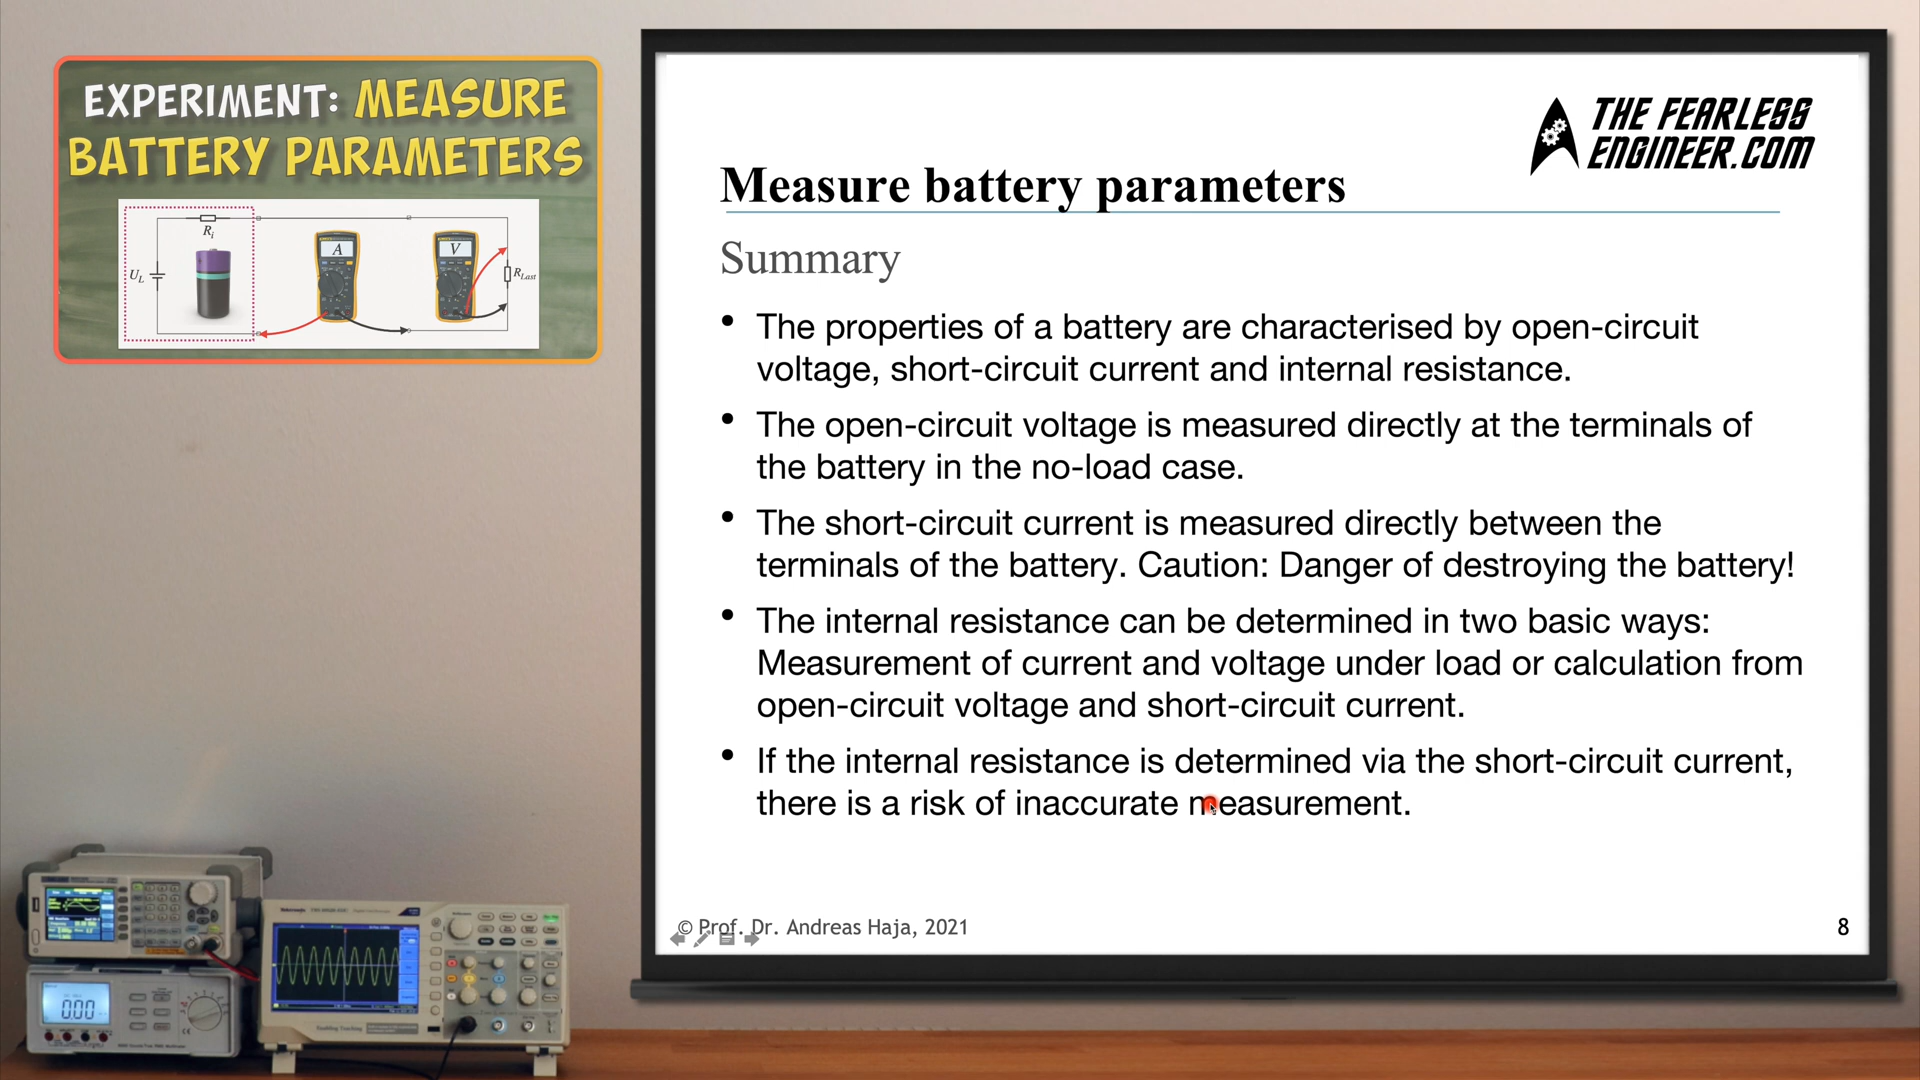 EXPERIMENT: MEASURE
BATTERY PARAMETERS
Ri
A
V
UL
RLast
THE FEARLESS
ENGINEER.COM
Measure battery parameters
Summary
• The properties of a battery are characterised by open-circuit
voltage, short-circuit current and internal resistance.
• The open-circuit voltage is measured directly at the terminals of
the battery in the no-load case.
• The short-circuit current is measured directly between the
terminals of the battery. Caution: Danger of destroying the battery!
• The internal resistance can be determined in two basic ways:
Measurement of current and voltage under load or calculation from
open-circuit voltage and short-circuit current.
• If the internal resistance is determined via the short-circuit current,
there is a risk of inaccurate measurement.
© Prof. Dr. Andreas Haja, 2021
8
0.00
Tektronix